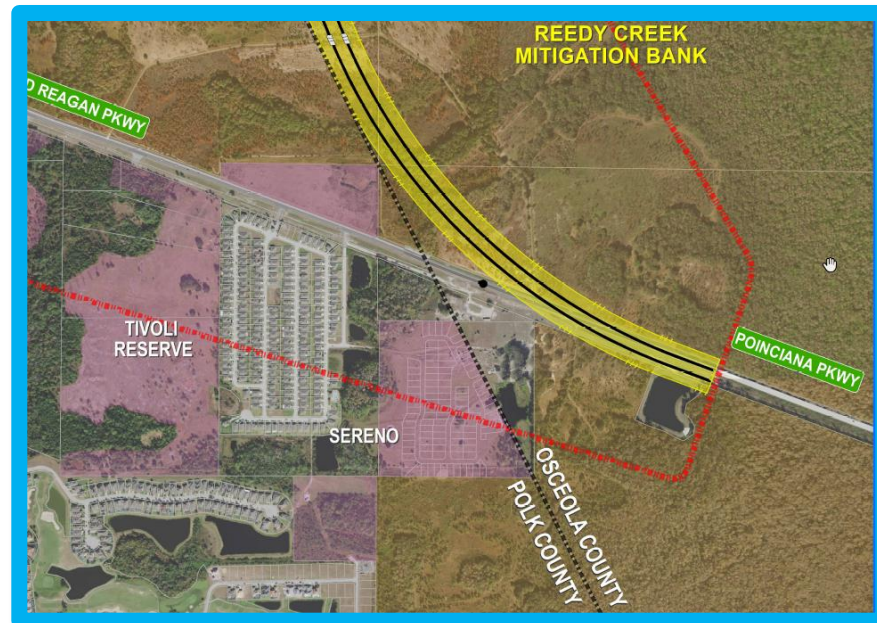 REEDY CREEK
MITIGATION BANK
D REAGAN PKWY
TIVOLI
RESERVE
POINCIANA PKWY
SERENO
OSCEOLA COUNTY
POLK COUNTY